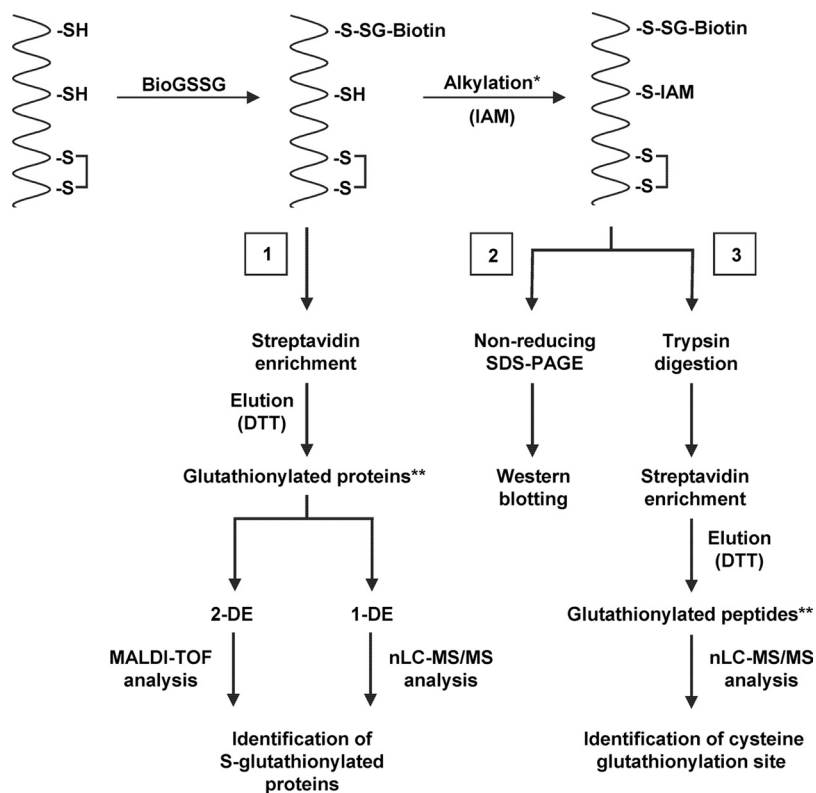 -SH
-SH
-S
-S
BioGSSG
-S-SG-Biotin
-SH
-S
-S
Alkylation*
(IAM)
-S-SG-Biotin
-S-IAM
-S
-S
1
2
3
Streptavidin
enrichment
Elution
(DTT)
Glutathionylated proteins**
2-DE
1-DE
MALDI-TOF
analysis
nLC-MS/MS
analysis
Identification of
S-glutathionylated
proteins
Non-reducing
SDS-PAGE
Western
blotting
Trypsin
digestion
Streptavidin
enrichment
Elution
(DTT)
Glutathionylated peptides**
nLC-MS/MS
analysis
Identification of cysteine
glutathionylation site